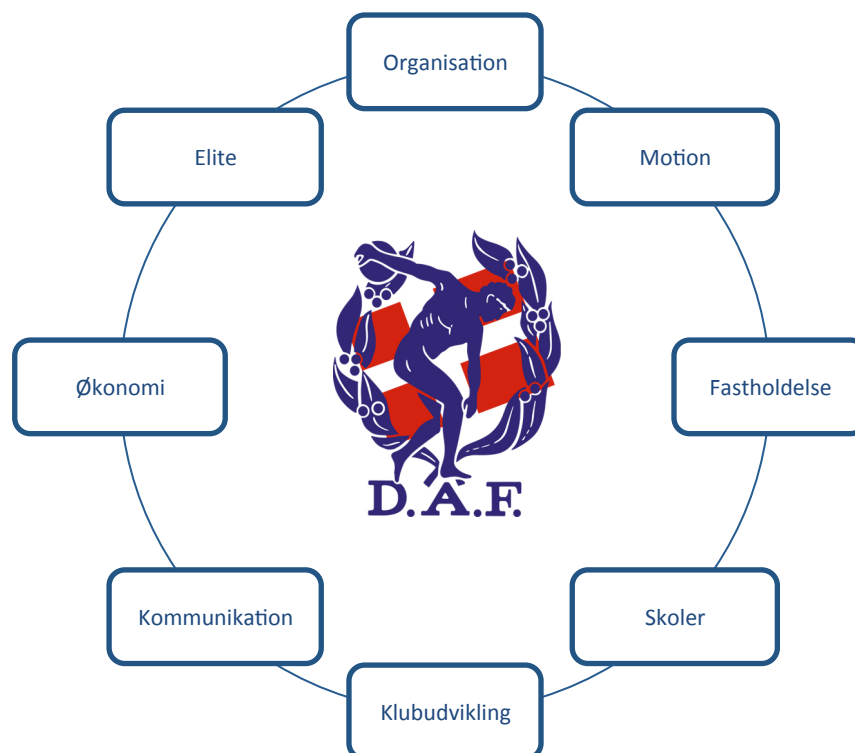 Organisation
Elite
Motion
Økonomi
Fastholdelse
D.A.F.
Kommunikation
Skoler
Klubudvikling